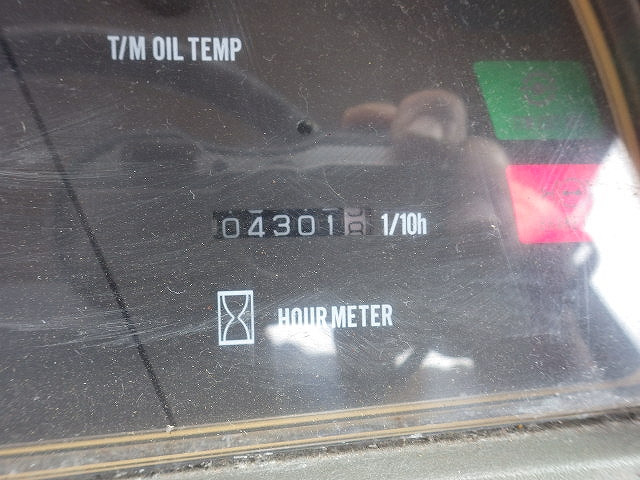 T/M OIL TEMP
04301 1/10h
HOUR METER